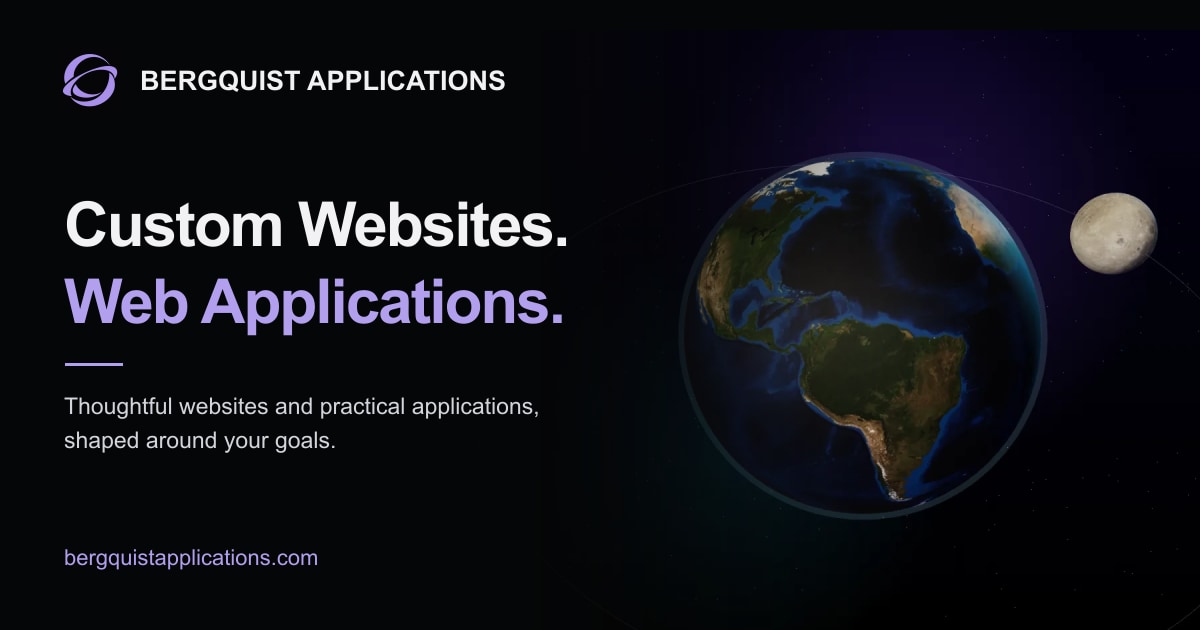 BERGQUIST APPLICATIONS
Custom Websites.
Web Applications.
Thoughtful websites and practical applications,
shaped around your goals.
bergquistapplications.com